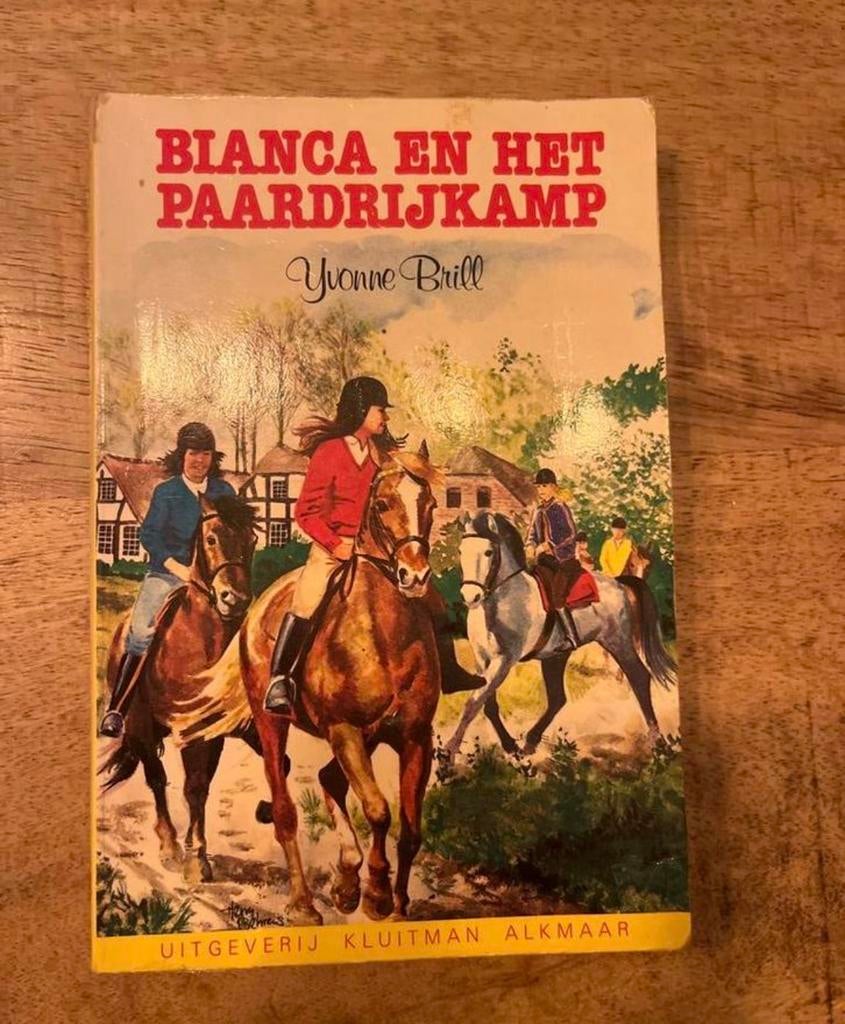 BIANCA EN HET
PAARDRIJKAMP
Yvonne Brill
UITGEVERIJ KLUITMAN ALKMAAR